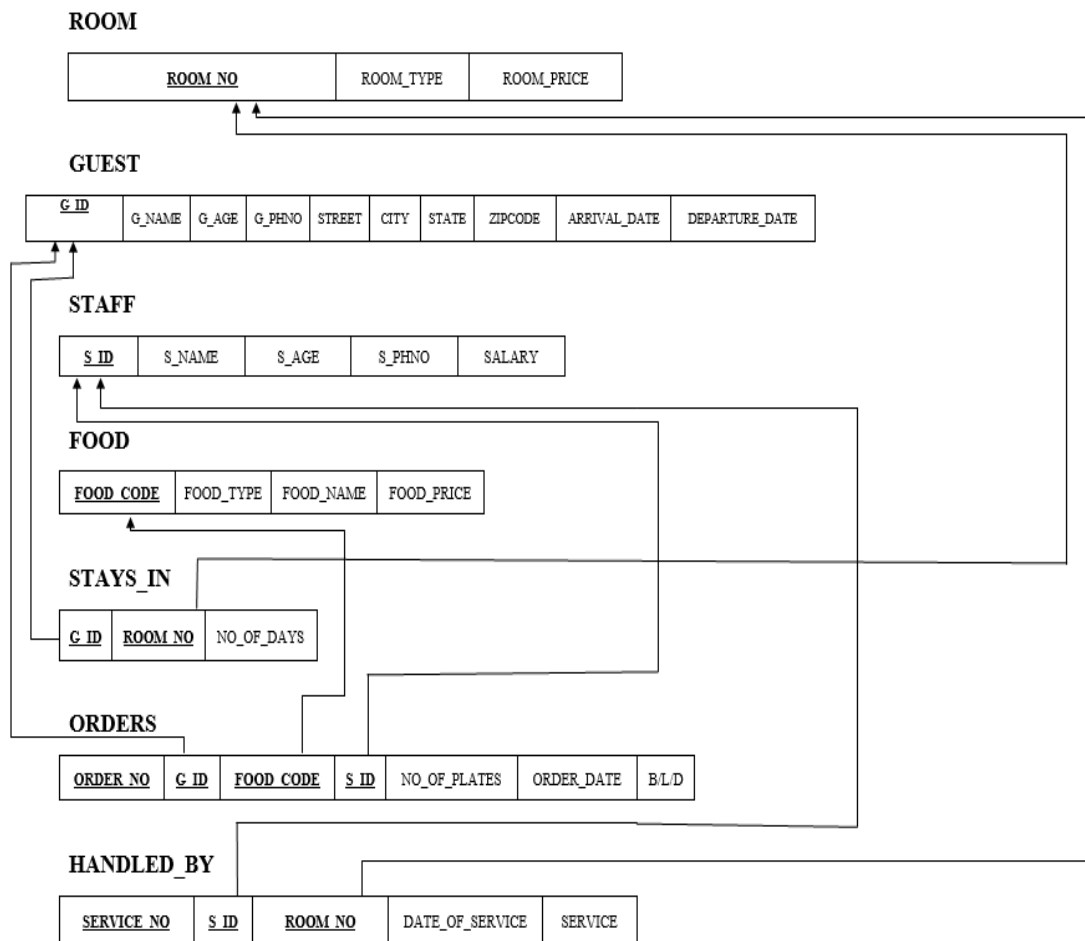 ROOM
ROOM NO ROOM_TYPE ROOM_PRICE
GUEST
G ID G_NAME G_AGE G_PHNO STREET CITY STATE ZIPCODE ARRIVAL_DATE DEPARTURE_DATE
STAFF
S ID S_NAME S_AGE S_PHNO SALARY
FOOD
FOOD CODE FOOD_TYPE FOOD_NAME FOOD_PRICE
STAYS_IN
G ID ROOM NO NO_OF_DAYS
ORDERS
ORDER NO G ID FOOD CODE S ID NO_OF_PLATES ORDER_DATE B/L/D
HANDLED_BY
SERVICE NO S ID ROOM NO DATE_OF_SERVICE SERVICE